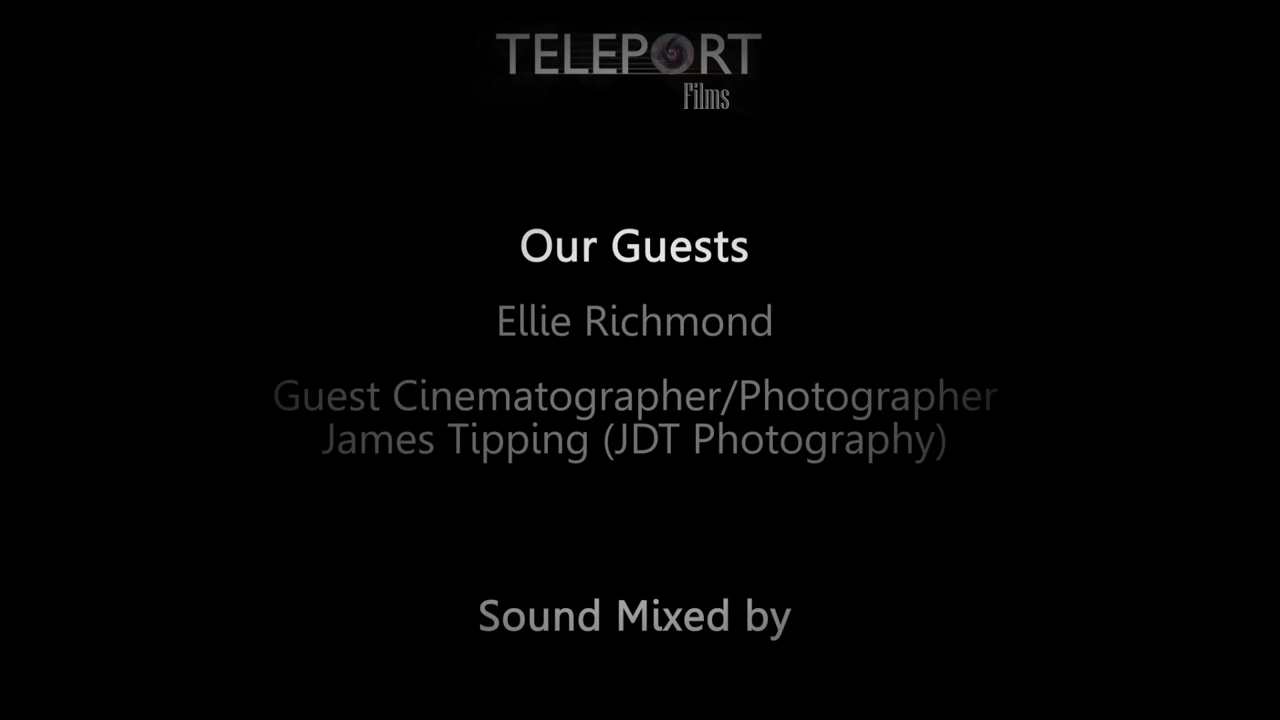 TELEPORT
Films
Our Guests
Ellie Richmond
Guest Cinematographer/Photographer
James Tipping (JDT Photography)
Sound Mixed by